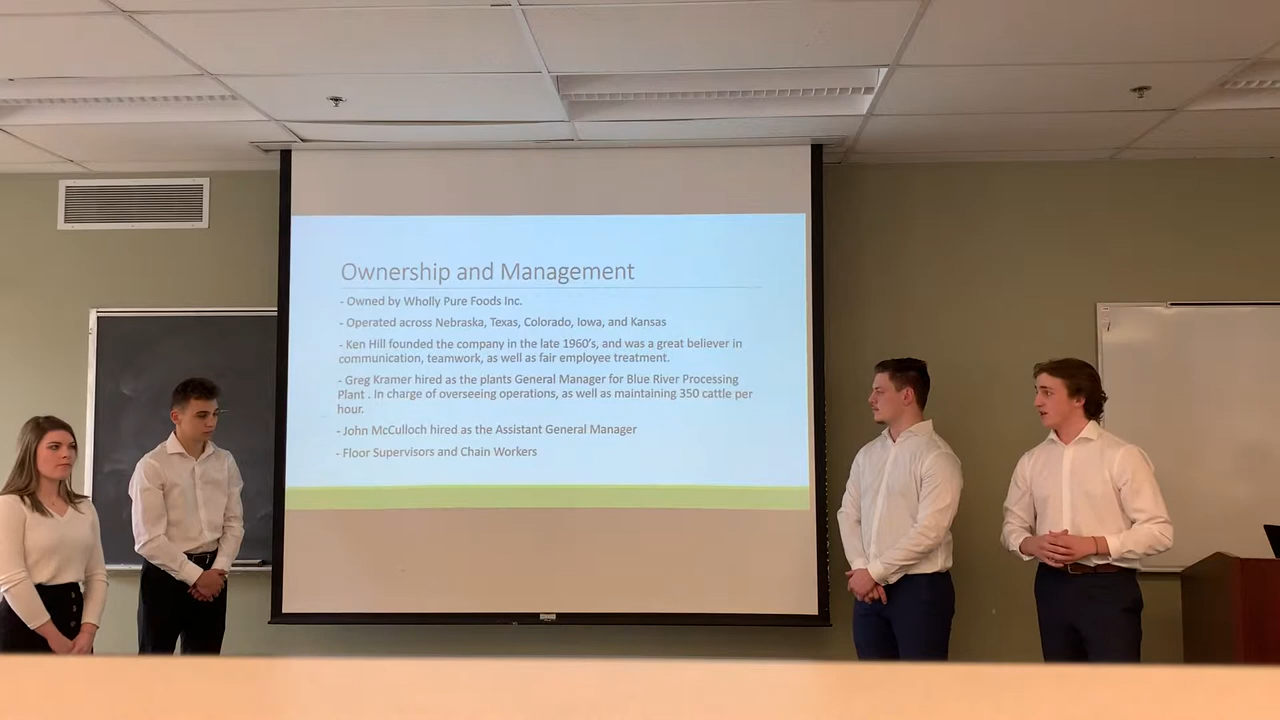 Ownership and Management
- Owned by Wholly Pure Foods Inc.
- Operated across Nebraska, Texas, Colorado, Iowa, and Kansas
- Ken Hill founded the company in the late 1960's, and was a great believer in
communication, teamwork, as well as fair employee treatment.
- Greg Kramer hired as the plants General Manager for Blue River Processing
Plant . In charge of overseeing operations, as well as maintaining 350 cattle per
hour.
- John McCulloch hired as the Assistant General Manager
- Floor Supervisors and Chain Workers